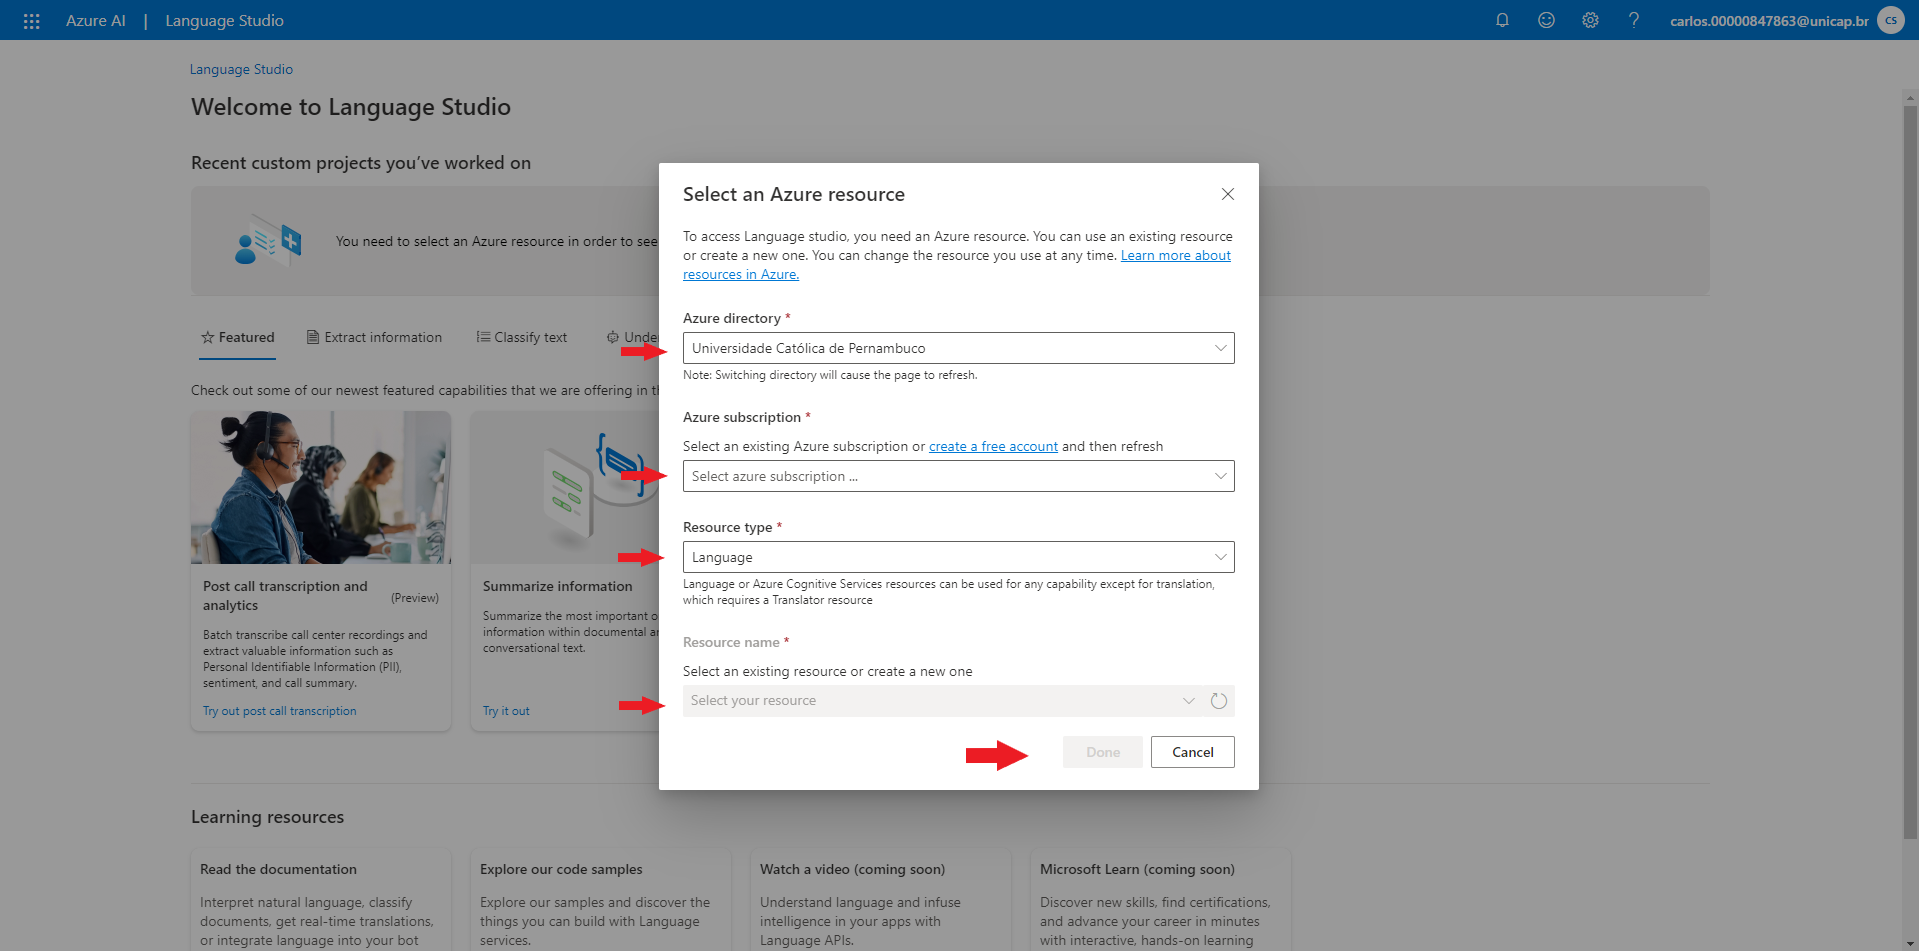 Azure AI | Language Studio
carlos.00000847863@unicap.br
CS
Language Studio
Welcome to Language Studio
Recent custom projects you've worked on
You need to select an Azure resource in order to see
Featured
Extract information
Classify text
Unde
Check out some of our newest featured capabilities that we are offering in th
Post call transcription and
analytics
(Preview)
Batch transcribe call center recordings and
extract valuable information such as
Personal Identifiable Information (PII),
sentiment, and call summary.
Try out post call transcription
Summarize information
Summarize the most important o
information within documental a
conversational text.
Try it out
Select an Azure resource
To access Language studio, you need an Azure resource. You can use an existing resource
or create a new one. You can change the resource you use at any time. Learn more about
resources in Azure.
Azure directory *
Universidade Católica de Pernambuco
Note: Switching directory will cause the page to refresh.
Azure subscription *
Select an existing Azure subscription or create a free account and then refresh
Select azure subscription ...
Resource type *
Language
Language or Azure Cognitive Services resources can be used for any capability except for translation,
which requires a Translator resource
Resource name *
Select an existing resource or create a new one
Select your resource
Done
Cancel
Learning resources
Read the documentation
Interpret natural language, classify
documents, get real-time translations,
or integrate language into your bot
Explore our code samples
Explore our samples and discover the
things you can build with Language
services.
Watch a video (coming soon)
Understand language and infuse
intelligence in your apps with
Language APIs.
Microsoft Learn (coming soon)
Discover new skills, find certifications,
and advance your career in minutes
with interactive, hands-on learning